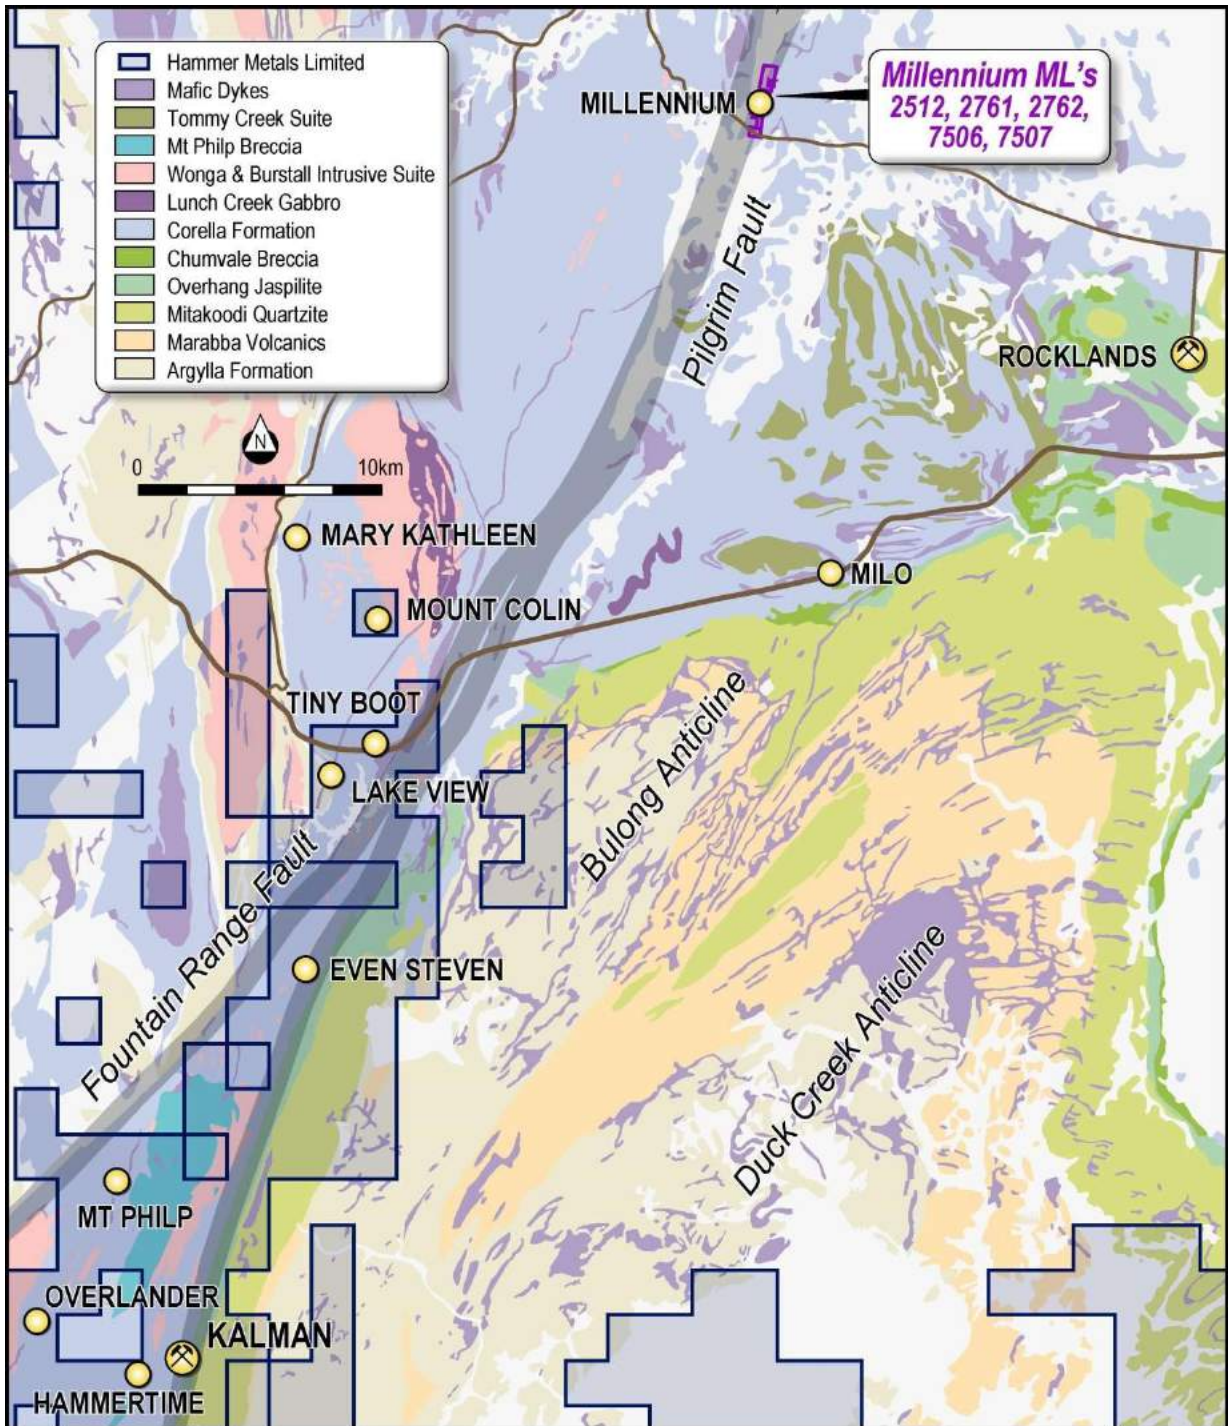 Hammer Metals Limited
Mafic Dykes
Tommy Creek Suite
Mt Philp Breccia
Wonga & Burstall Intrusive Suite
Lunch Creek Gabbro
Corella Formation
Chumvale Breccia
Overhang Jaspilite
Mitakoodi Quartzite
Marabba Volcanics
Argylla Formation
MILLENNIUM
Millennium ML's
2512, 2761, 2762,
7506, 7507
Pilgrim Fault
ROCKLANDS
N
0 10km
MARY KATHLEEN
MILO
MOUNT COLIN
TINY BOOT
LAKE VIEW
Bulong Anticline
Fountain Range Fault
EVEN STEVEN
Duck Creek Anticline
MT PHILP
OVERLANDER
KALMAN
HAMMERTIME